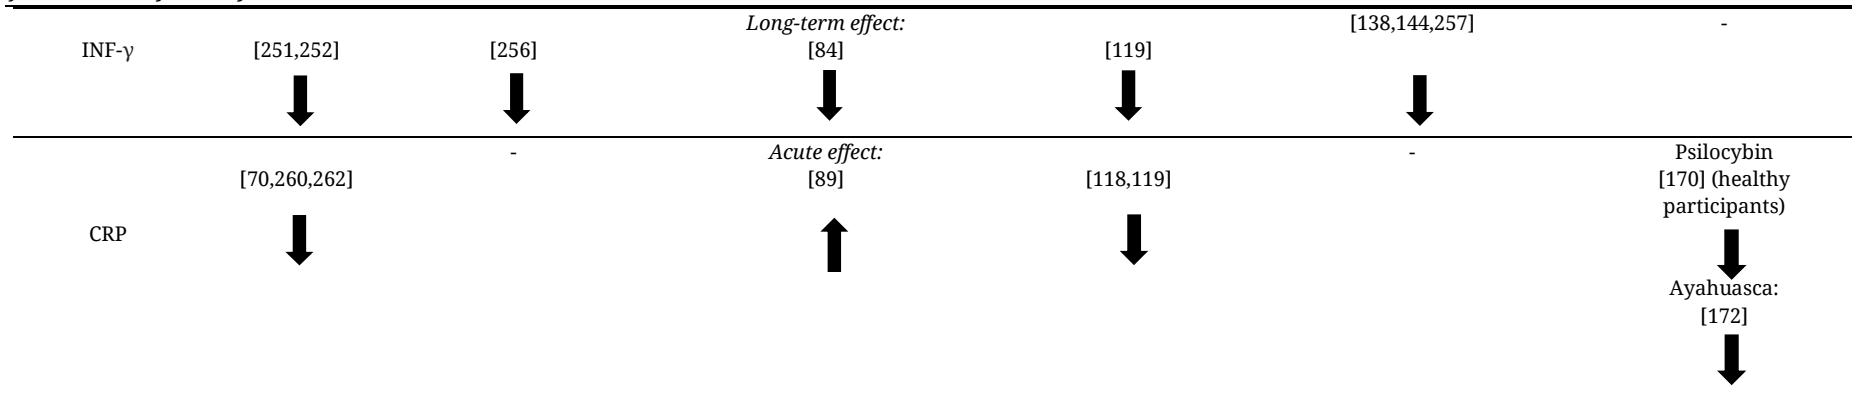 Long-term effect: [138,144,257] -
INF-γ [251,252] [256] [84] [119]
- Acute effect: - Psilocybin
[70,260,262] [89] [118,119] [170] (healthy
participants)
CRP
Ayahuasca:
[172]